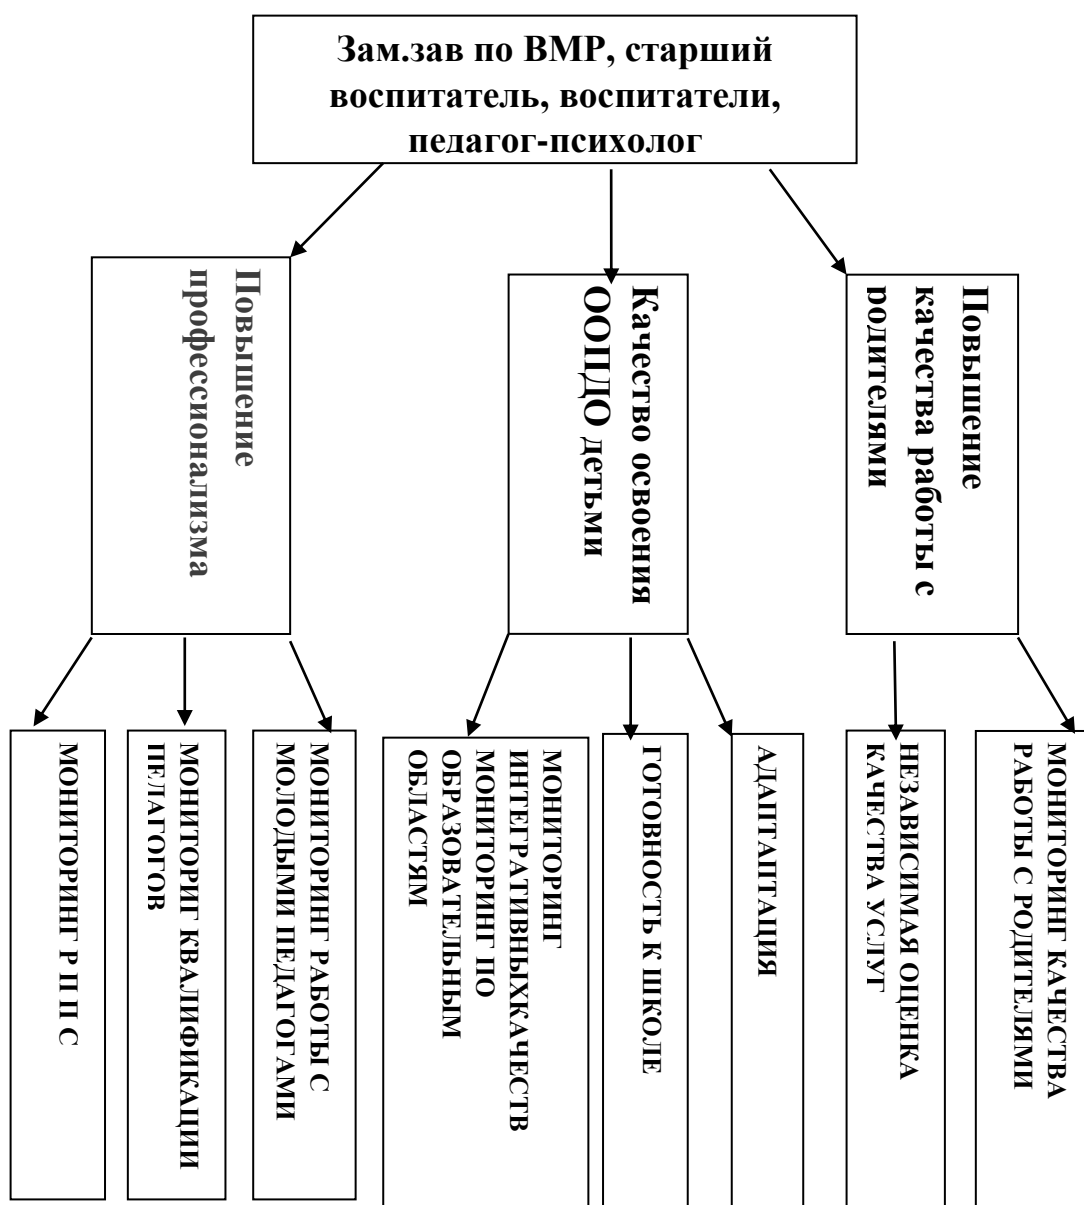 Зам.зав по ВМР, старший
воспитатель, воспитатели,
педагог-психолог
Повышение
профессионализма
Качество освоения
ООПДО детьми
Повышение
качества работы с
родителями
МОНИТОРИНГ Р П П С
МОНИТОРИГ КВАЛИФИКАЦИИ
ПЕЛАГОГОВ
МОНИТОРИНГ РАБОТЫ С
МОЛОДЫМИ ПЕДАГОГАМИ
МОНИТОРИНГ
ИНТЕГРАТИВНЫХКАЧЕСТВ
МОНИТОРИНГ ПО
ОБРАЗОВАТЕЛЬНЫМ
ОБЛАСТЯМ
ГОТОВНОСТЬ К ШКОЛЕ
АДАПТАПТАЦИЯ
НЕЗАВИСИМАЯ ОЦЕНКА
КАЧЕСТВА УСЛУГ
МОНИТОРИНГ КАЧЕСТВА
РАБОТЫ С РОДИТЕЛЯМИ